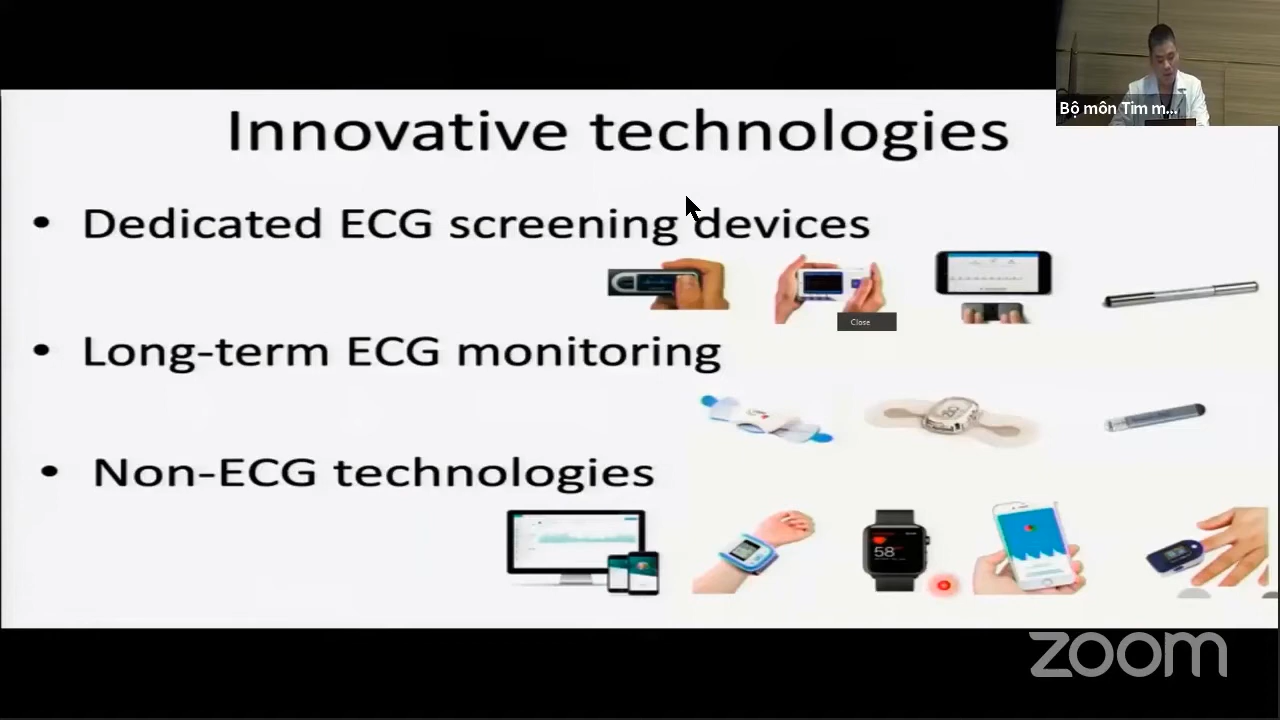 Innovative technologies
Bộ môn Tim m...
• Dedicated ECG screening devices
Close
• Long-term ECG monitoring
• Non-ECG technologies
58
zoom